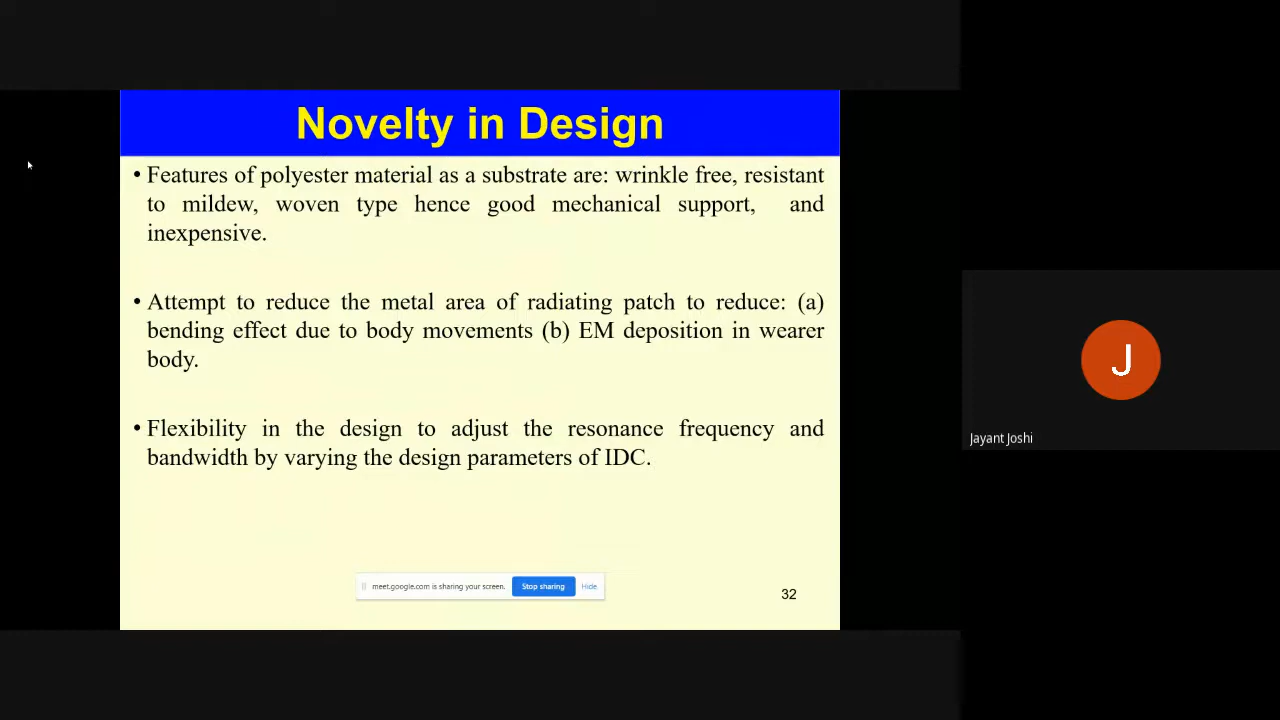 Novelty in Design
• Features of polyester material as a substrate are: wrinkle free, resistant
to mildew, woven type hence good mechanical support, and
inexpensive.
• Attempt to reduce the metal area of radiating patch to reduce: (a)
bending effect due to body movements (b) EM deposition in wearer
body.
• Flexibility in the design to adjust the resonance frequency and
bandwidth by varying the design parameters of IDC.
meet.google.com is sharing your screen. Stop sharing Hide
32
J
Jayant Joshi